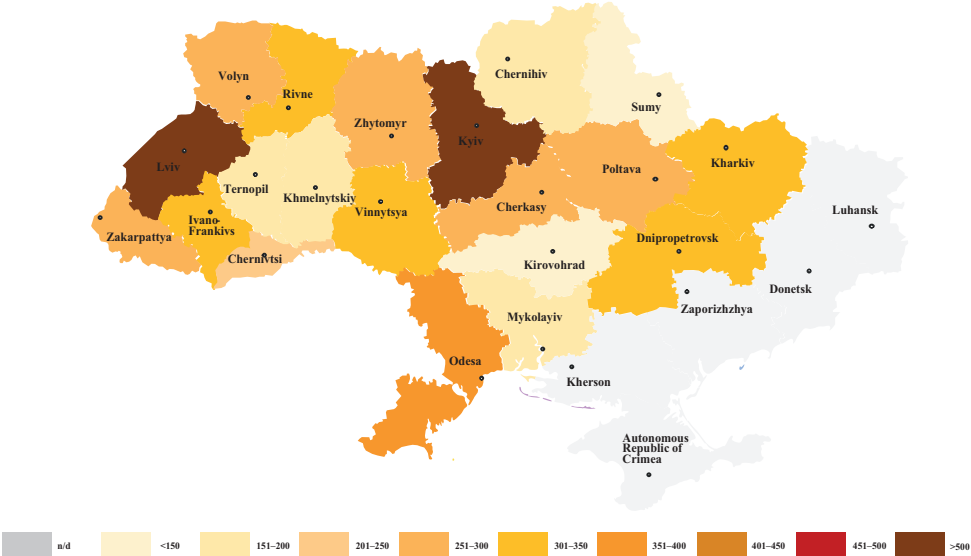 Chernihiv
Volyn
Rivne
Sumy
Zhytomyr
Kyiv
Kharkiv
Lviv
Poltava
Ternopil
Khmelnytskiy
Cherkasy
Vinnytsya
Luhansk
Ivano-
Frankivs
Zakarpattya
Dnipropetrovsk
Chernivtsi
Kirovohrad
Donetsk
Zaporizhzhya
Mykolayiv
Odesa
Kherson
Autonomous
Republic of
Crimea
n/d <150 151–200 201–250 251–300 301–350 351–400 401–450 451–500 >500